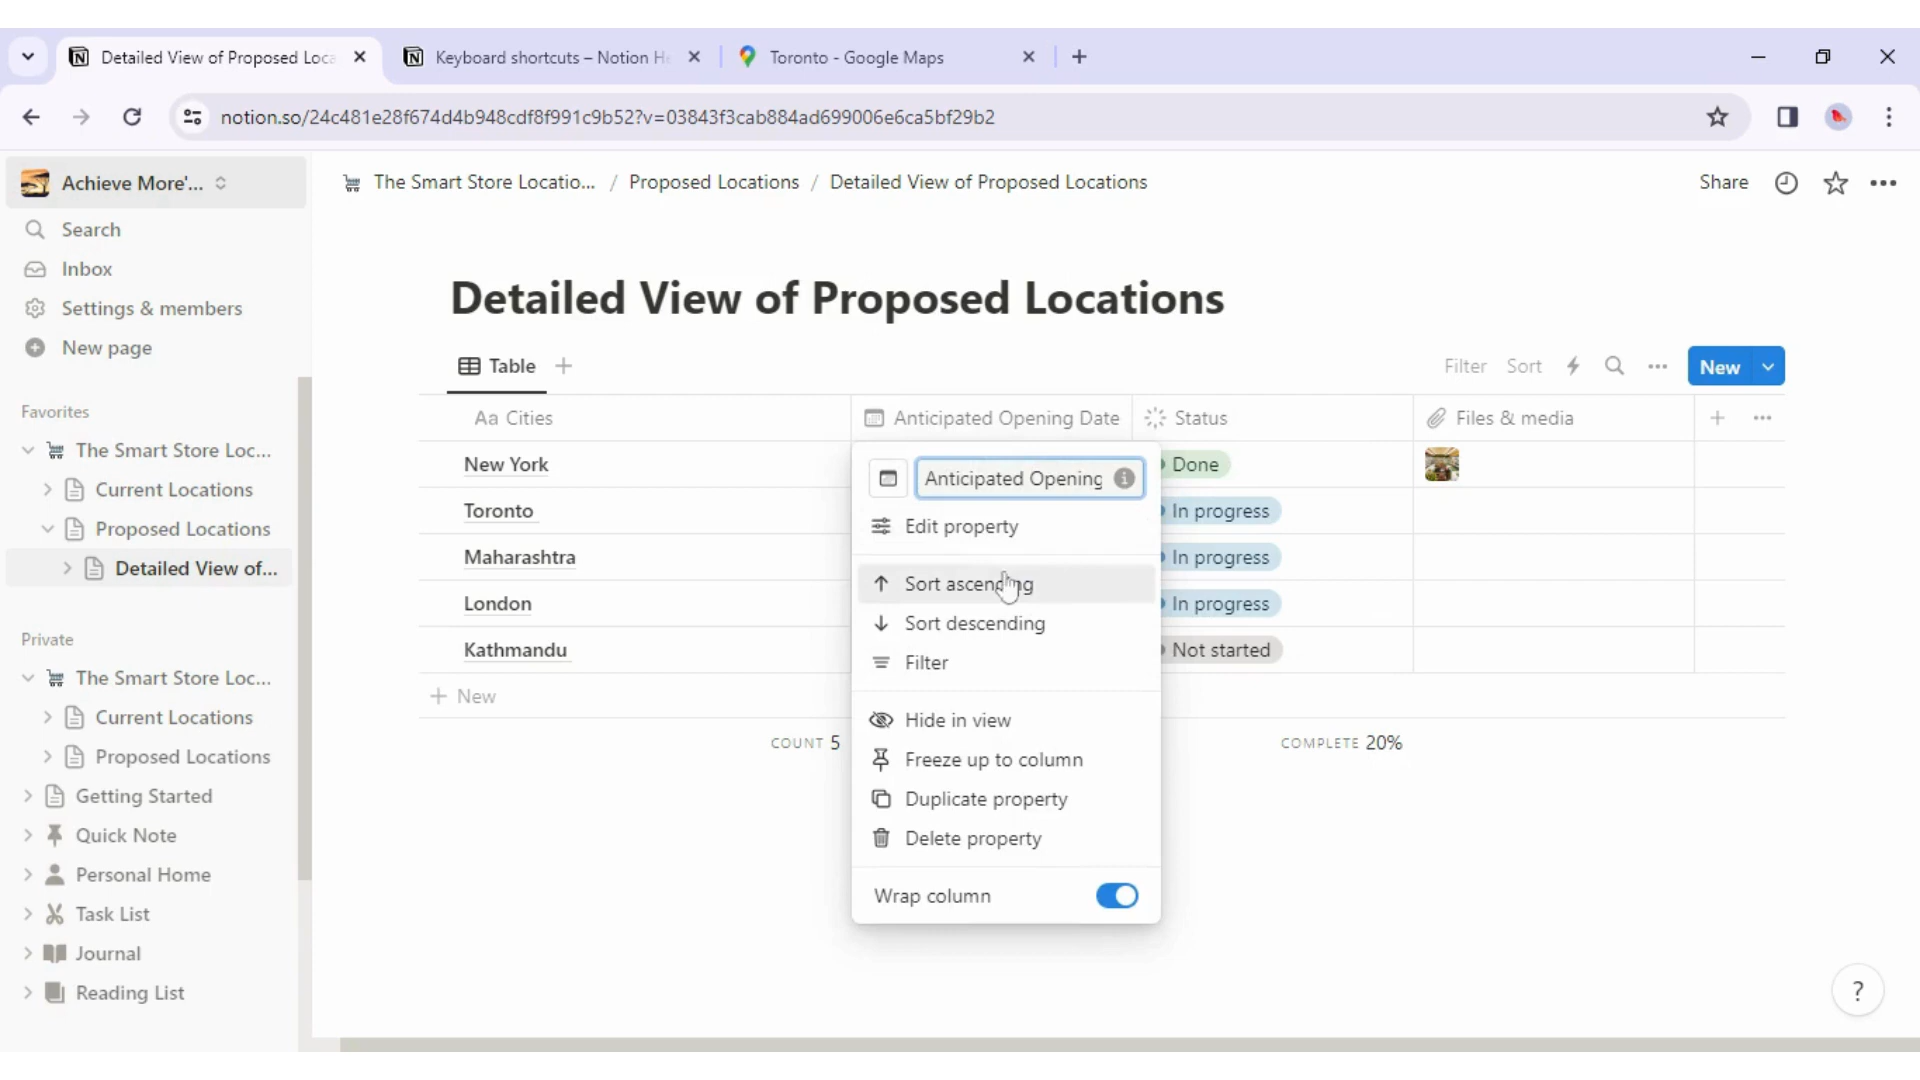 Detailed View of Proposed Loca
Keyboard shortcuts – Notion He
Toronto - Google Maps
notion.so/24c481e28f674d4b948cdf8f991c9b52?v=03843f3cab884ad699006e6ca5bf29b2
Achieve More'...
The Smart Store Locatio... / Proposed Locations / Detailed View of Proposed Locations
Share
Search
Inbox
Settings & members
New page
Favorites
The Smart Store Loc...
Current Locations
Proposed Locations
Detailed View of...
Private
The Smart Store Loc...
Current Locations
Proposed Locations
Getting Started
Quick Note
Personal Home
Task List
Journal
Reading List
Detailed View of Proposed Locations
Table
Filter Sort
New
Aa Cities
Anticipated Opening Date
Status
Files & media
New York
Done
Toronto
In progress
Maharashtra
In progress
London
In progress
Kathmandu
Not started
New
COUNT 5
COMPLETE 20%
Anticipated Opening
Edit property
Sort ascending
Sort descending
Filter
Hide in view
Freeze up to column
Duplicate property
Delete property
Wrap column
?